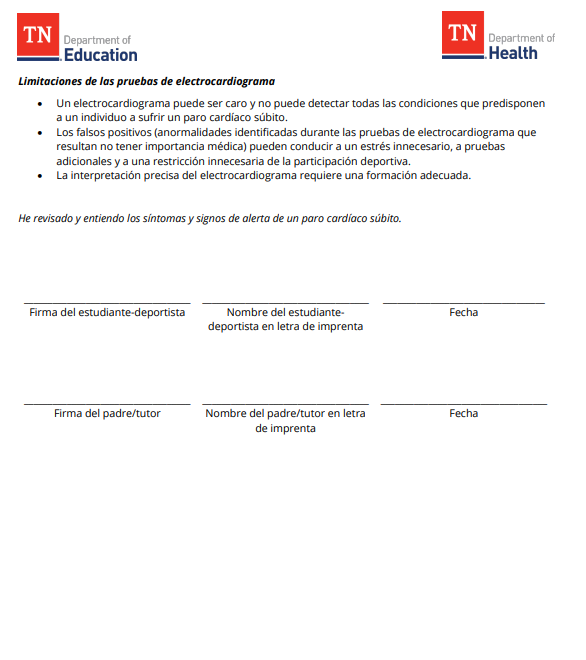 TN Department of Education
TN Department of Health
Limitaciones de las pruebas de electrocardiograma
• Un electrocardiograma puede ser caro y no puede detectar todas las condiciones que predisponen
a un individuo a sufrir un paro cardíaco súbito.
• Los falsos positivos (anormalidades identificadas durante las pruebas de electrocardiograma que
resultan no tener importancia médica) pueden conducir a un estrés innecesario, a pruebas
adicionales y a una restricción innecesaria de la participación deportiva.
• La interpretación precisa del electrocardiograma requiere una formación adecuada.
He revisado y entiendo los síntomas y signos de alerta de un paro cardíaco súbito.
Firma del estudiante-deportista
Nombre del estudiante-
deportista en letra de imprenta
Fecha
Firma del padre/tutor
Nombre del padre/tutor en letra
de imprenta
Fecha